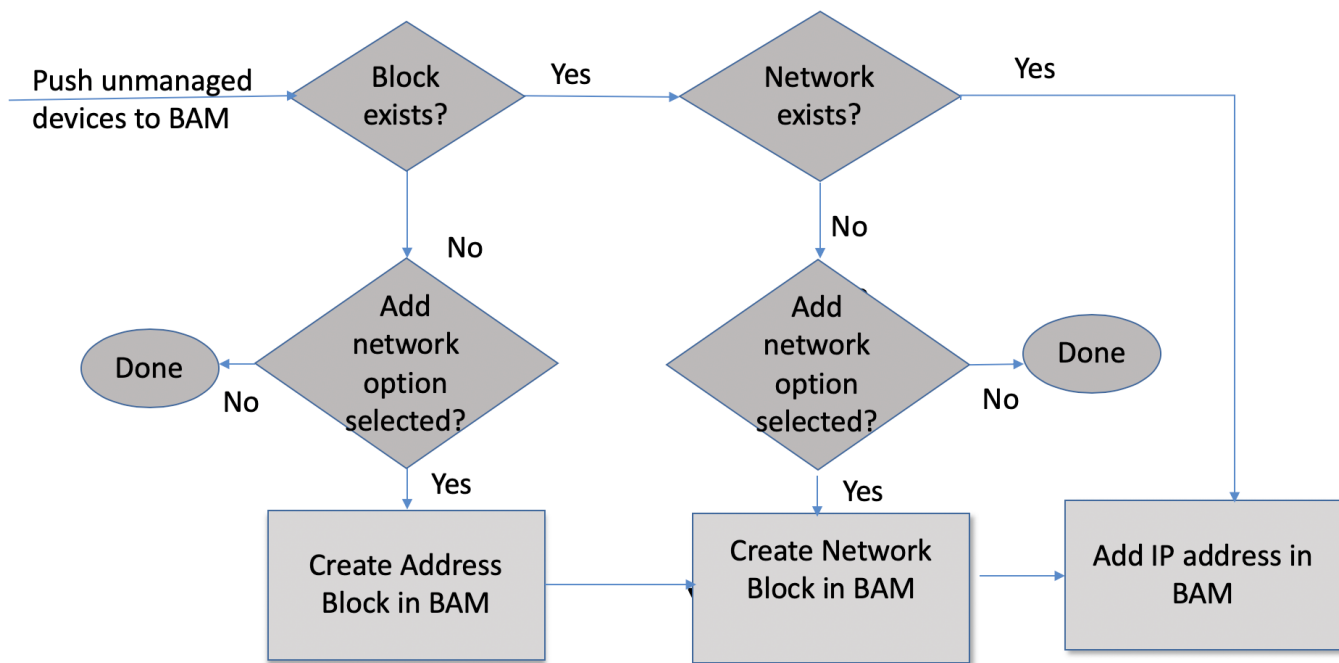 Push unmanaged
devices to BAM
Block
exists?
Yes
Network
exists?
Yes
No
No
Add
network
option
selected?
Done
No
Add
network
option
selected?
Done
No
Yes
Yes
Create Address
Block in BAM
Create Network
Block in BAM
Add IP address in
BAM